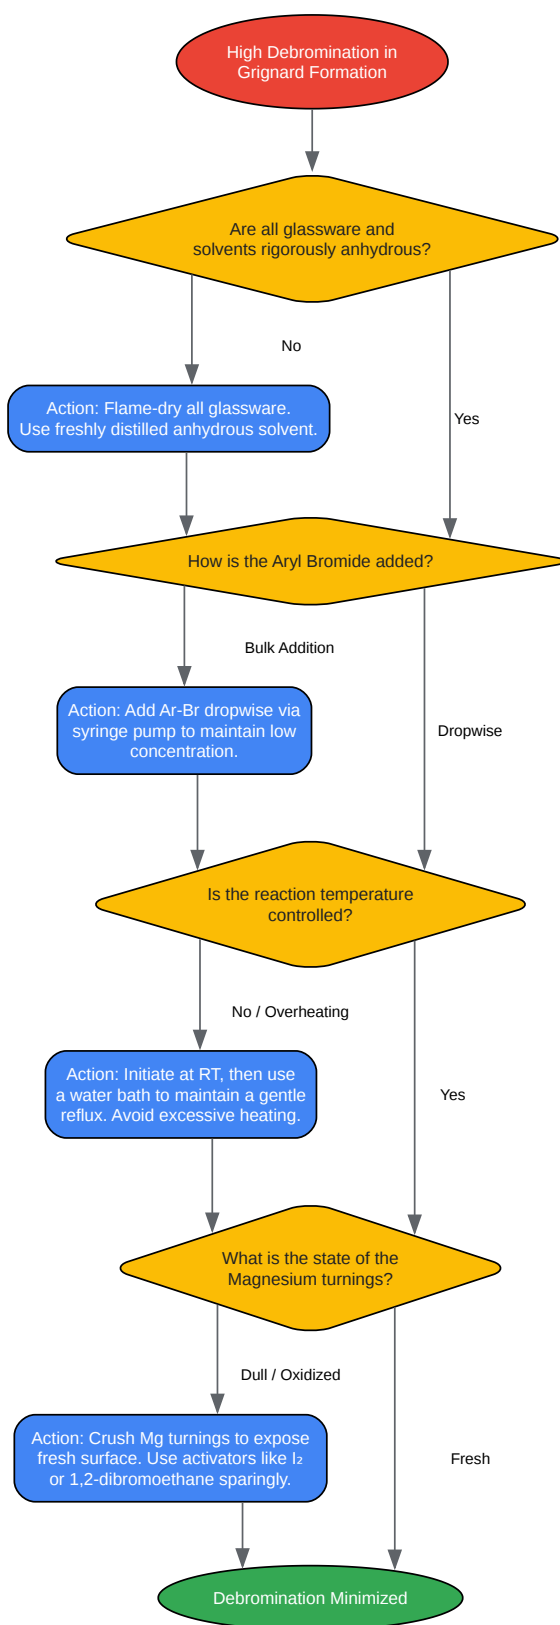 High Debromination in
Grignard Formation
Are all glassware and
solvents rigorously anhydrous?
No
Action: Flame-dry all glassware.
Use freshly distilled anhydrous solvent.
Yes
How is the Aryl Bromide added?
Bulk Addition
Action: Add Ar-Br dropwise via
syringe pump to maintain low
concentration.
Dropwise
Is the reaction temperature
controlled?
No / Overheating
Action: Initiate at RT, then use
a water bath to maintain a gentle
reflux. Avoid excessive heating.
Yes
What is the state of the
Magnesium turnings?
Dull / Oxidized
Action: Crush Mg turnings to expose
fresh surface. Use activators like I₂
or 1,2-dibromoethane sparingly.
Fresh
Debromination Minimized